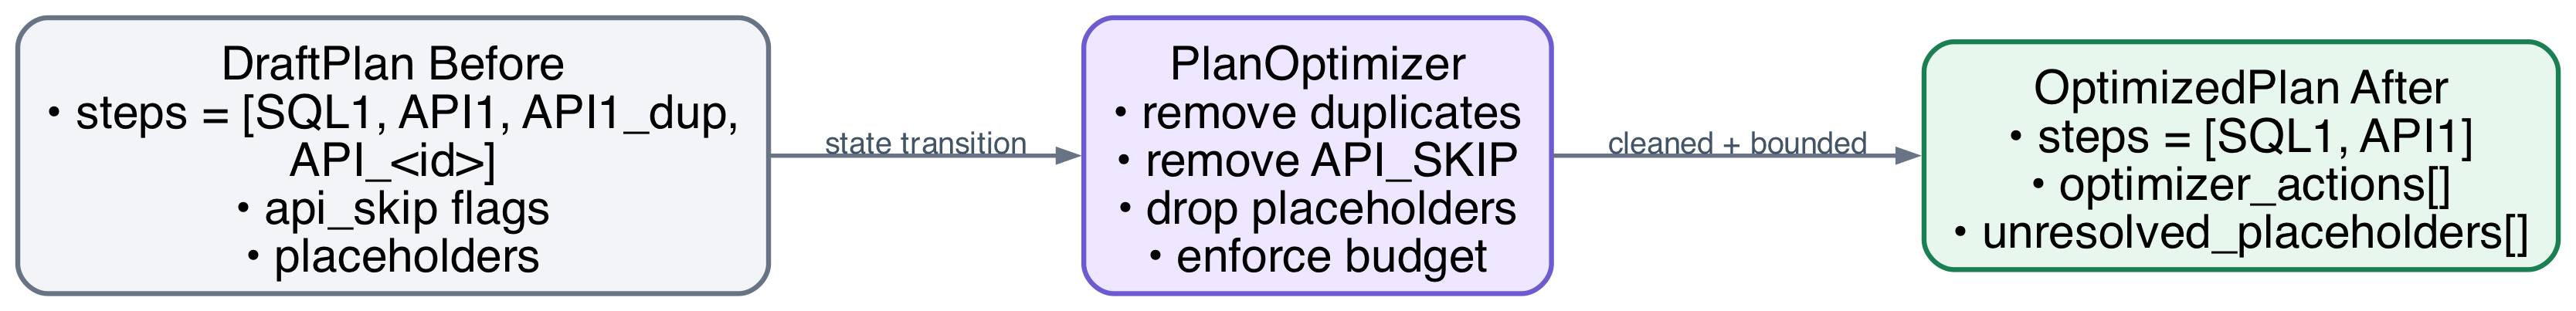 DraftPlan Before
• steps = [SQL1, API1, API1_dup,
API_<id>]
• api_skip flags
• placeholders
state transition
PlanOptimizer
• remove duplicates
• remove API_SKIP
• drop placeholders
• enforce budget
cleaned + bounded
OptimizedPlan After
• steps = [SQL1, API1]
• optimizer_actions[]
• unresolved_placeholders[]